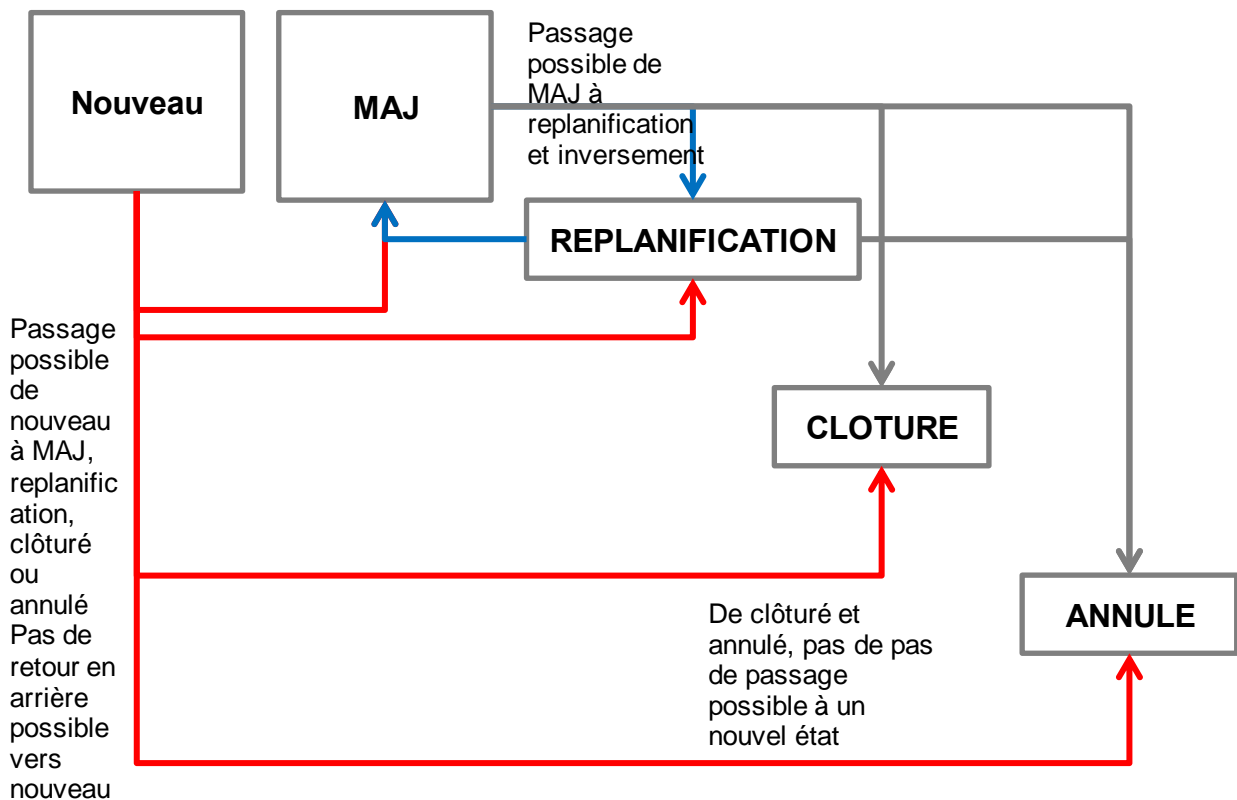 Nouveau
MAJ
Passage
possible de
MAJ à
replanification
et inversement
REPLANIFICATION
Passage
possible
de
nouveau
à MAJ,
replanific
ation,
clôturé
ou
annulé
Pas de
retour en
arrière
possible
vers
nouveau
CLOTURE
De clôturé et
annulé, pas de pas
de passage
possible à un
nouvel état
ANNULE